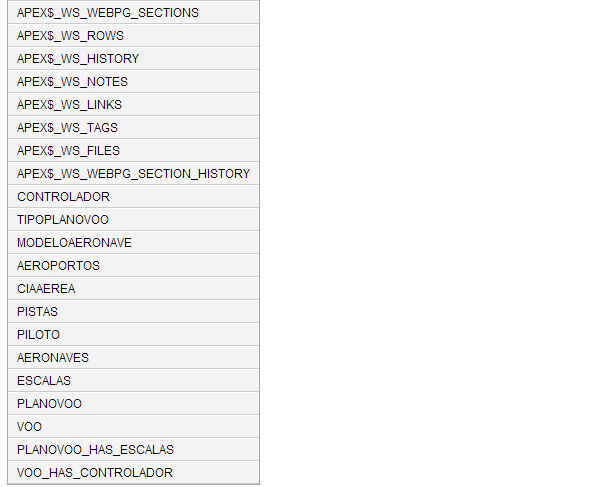 APEX$_WS_WEBPG_SECTIONS
APEX$_WS_ROWS
APEX$_WS_HISTORY
APEX$_WS_NOTES
APEX$_WS_LINKS
APEX$_WS_TAGS
APEX$_WS_FILES
APEX$_WS_WEBPG_SECTION_HISTORY
CONTROLADOR
TIPOPLANOVOO
MODELOAERONAVE
AEROPORTOS
CIAAEREA
PISTAS
PILOTO
AERONAVES
ESCALAS
PLANOVOO
VOO
PLANOVOO_HAS_ESCALAS
VOO_HAS_CONTROLADOR